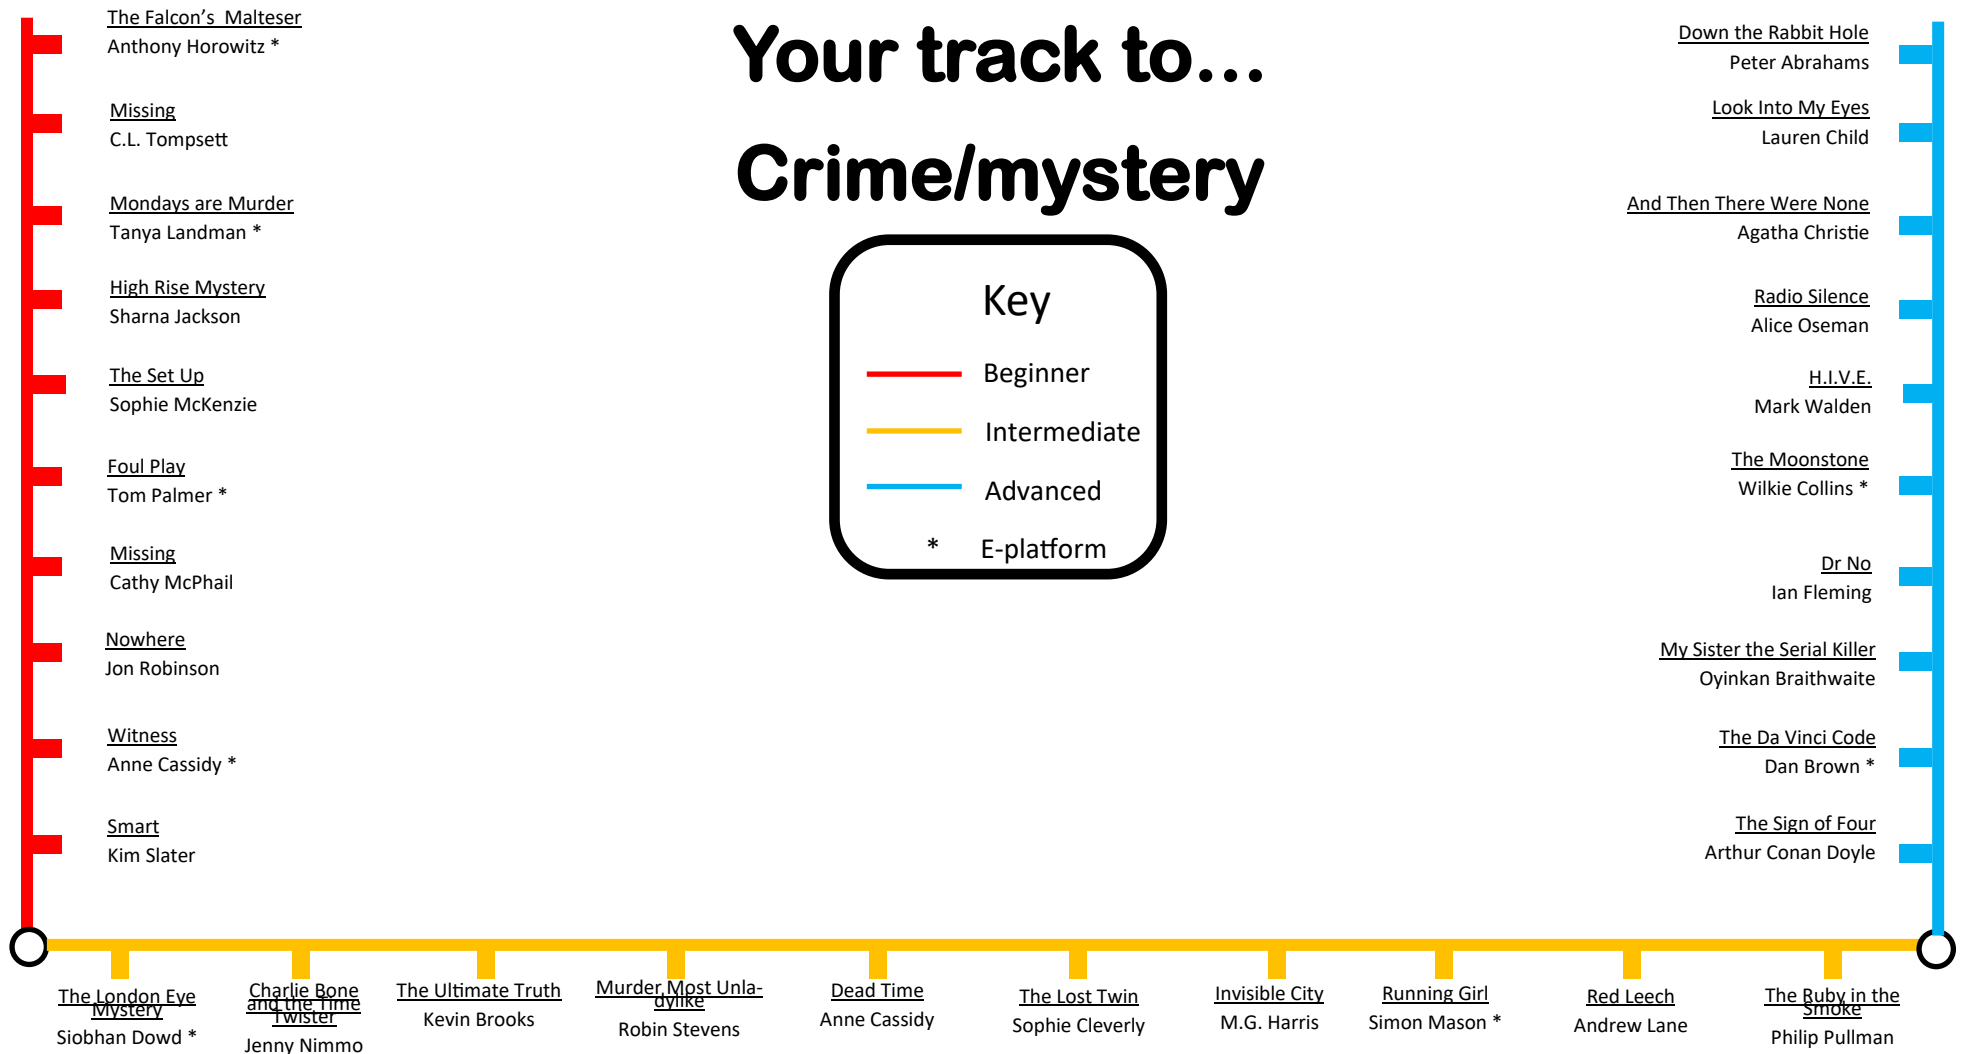 Your track to...
Crime/mystery
The Falcon's  Malteser
Anthony Horowitz *
Missing
C.L. Tompsett
Mondays are Murder
Tanya Landman *
High Rise Mystery
Sharna Jackson
The Set Up
Sophie McKenzie
Foul Play
Tom Palmer *
Missing
Cathy McPhail
Nowhere
Jon Robinson
Witness
Anne Cassidy *
Smart
Kim Slater
Key
Beginner
Intermediate
Advanced
* E-platform
Down the Rabbit Hole
Peter Abrahams
Look Into My Eyes
Lauren Child
And Then There Were None
Agatha Christie
Radio Silence
Alice Oseman
H.I.V.E.
Mark Walden
The Moonstone
Wilkie Collins *
Dr No
Ian Fleming
My Sister the Serial Killer
Oyinkan Braithwaite
The Da Vinci Code
Dan Brown *
The Sign of Four
Arthur Conan Doyle
The London Eye
Mystery
Siobhan Dowd *
Charlie Bone
and the Time
Twister
Jenny Nimmo
The Ultimate Truth
Kevin Brooks
Murder Most Unla-
dylike
Robin Stevens
Dead Time
Anne Cassidy
The Lost Twin
Sophie Cleverly
Invisible City
M.G. Harris
Running Girl
Simon Mason *
Red Leech
Andrew Lane
The Ruby in the
Smoke
Philip Pullman